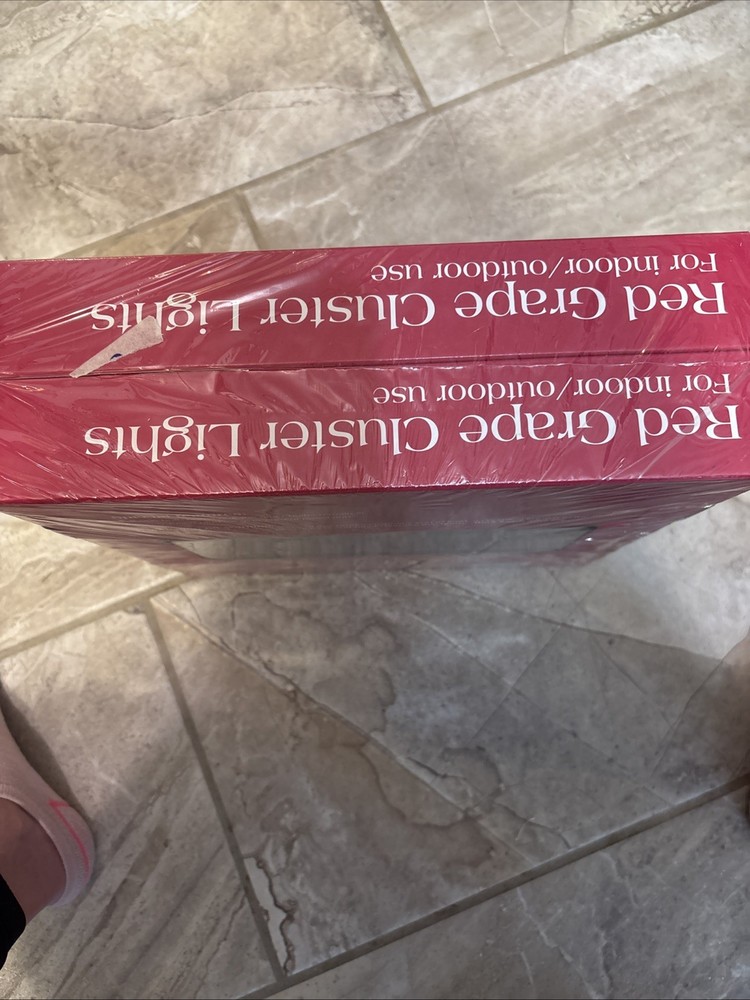 Red Grape Cluster Lights
For indoor/outdoor use
Red Grape Cluster Lights
For indoor/outdoor use